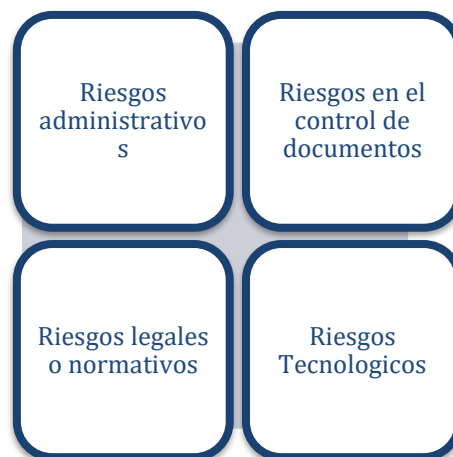 Riesgos
administrativo
s
Riesgos en el
control de
documentos
Riesgos legales
o normativos
Riesgos
Tecnologicos